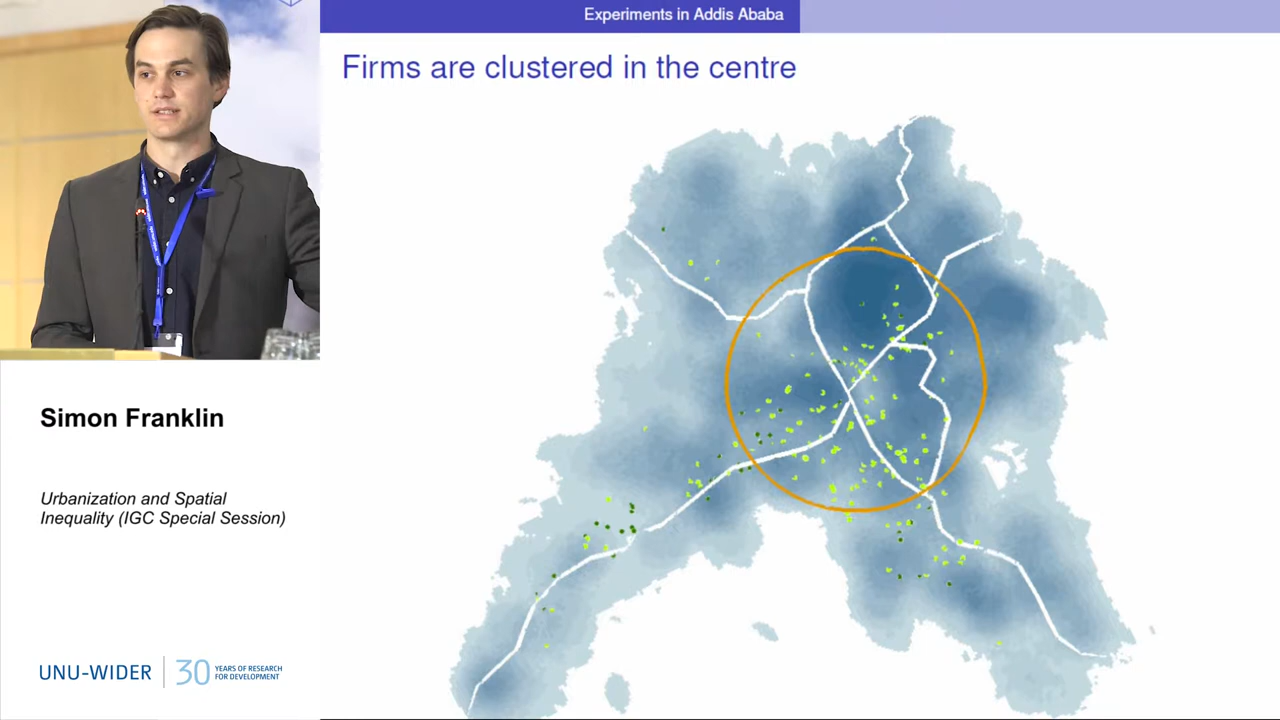 Experiments in Addis Ababa
Firms are clustered in the centre
Simon Franklin
Urbanization and Spatial
Inequality (IGC Special Session)
UNU-WIDER
30
YEARS OF RESEARCH
FOR DEVELOPMENT